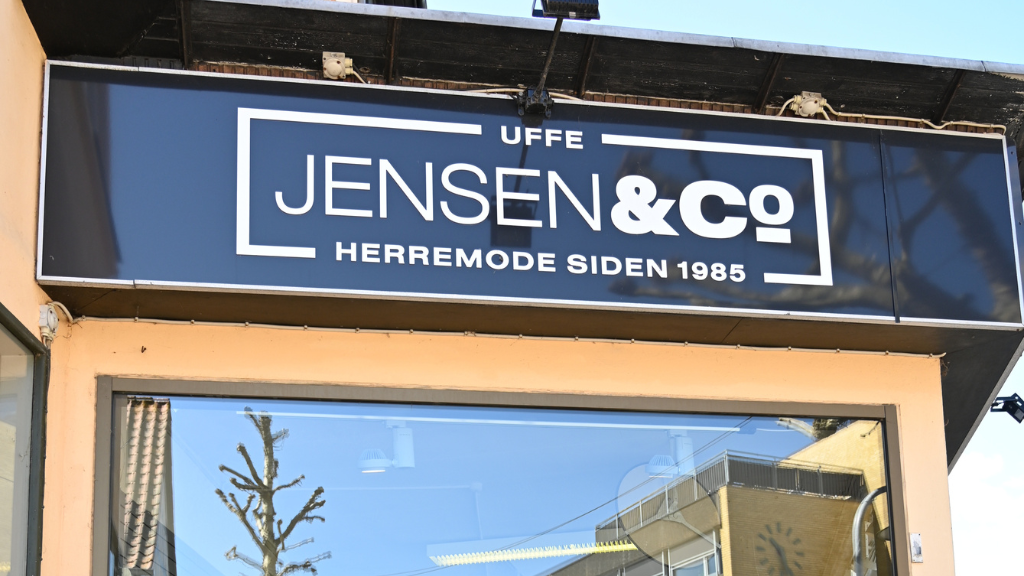 UFFE
JENSEN&Co
HERREMODE SIDEN 1985